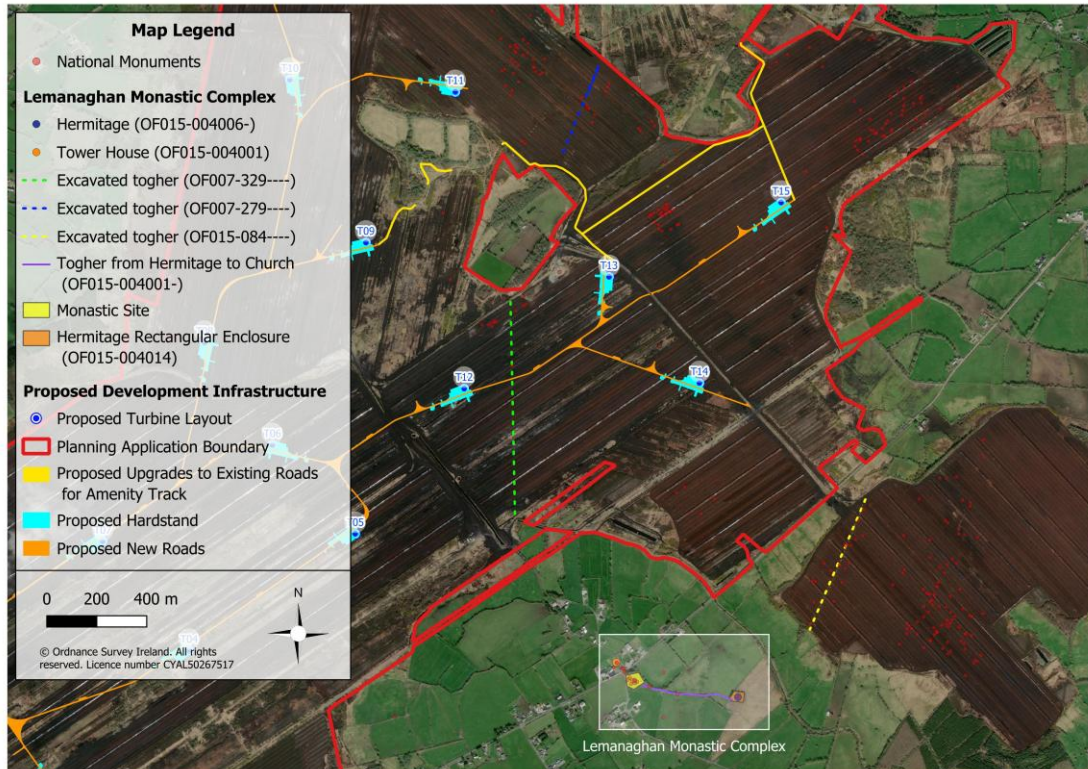 Map Legend
National Monuments
Lemanaghan Monastic Complex
Hermitage (OF015-004006-)
Tower House (OF015-004001)
Excavated togher (OF007-329----)
Excavated togher (OF007-279----)
Excavated togher (OF015-084----)
Togher from Hermitage to Church
(OF015-004001-)
Monastic Site
Hermitage Rectangular Enclosure
(OF015-004014)
Proposed Development Infrastructure
Proposed Turbine Layout
Planning Application Boundary
Proposed Upgrades to Existing Roads
for Amenity Track
Proposed Hardstand
Proposed New Roads
0 200 400 m
N
© Ordnance Survey Ireland. All rights
reserved. Licence number CYAL50267517
T10
T11
T15
T09
T13
T12
T14
T06
T05
T04
Lemanaghan Monastic Complex